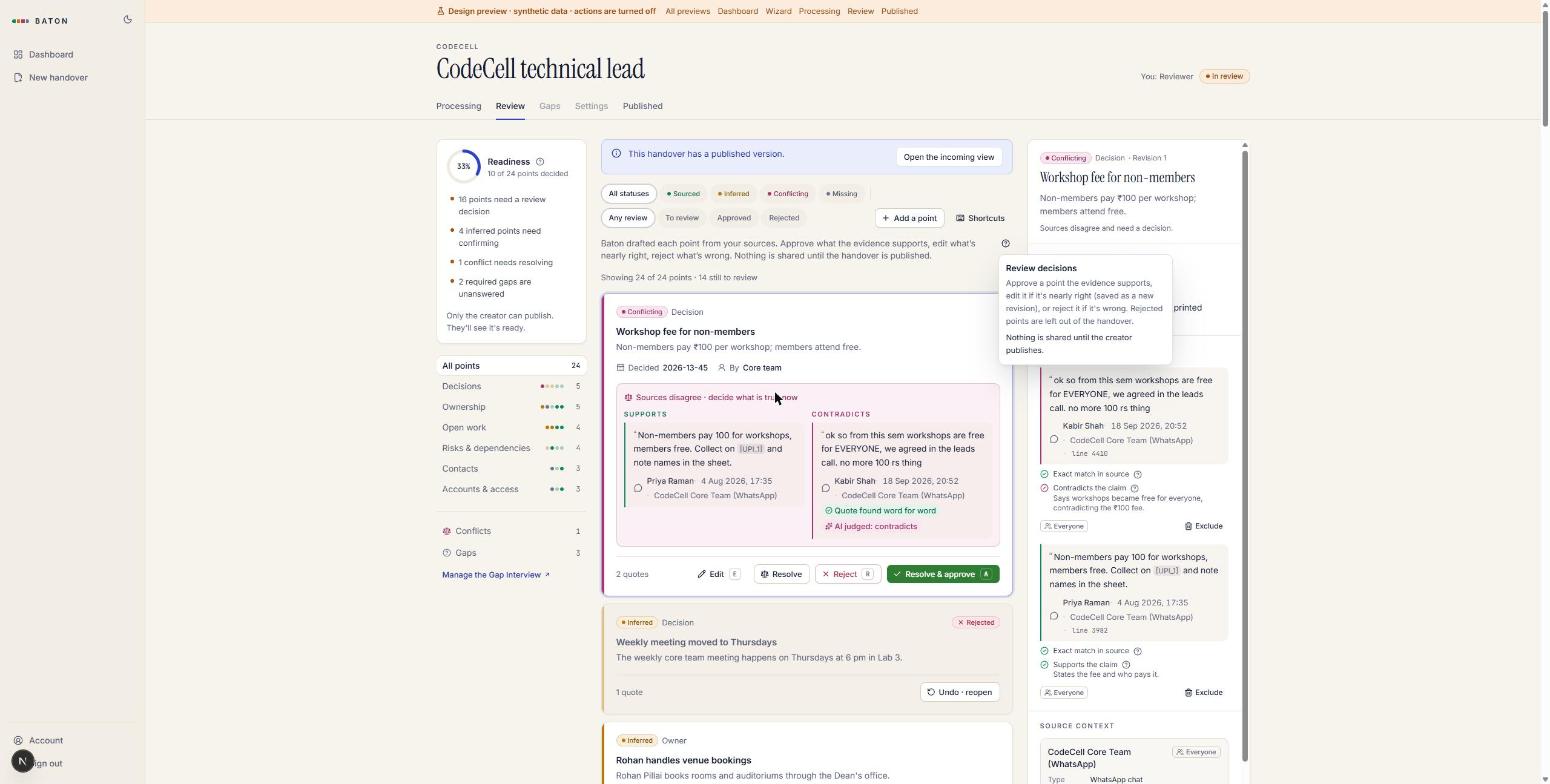 BATON
Dashboard
New handover
Account
ign out
N
Design preview · synthetic data · actions are turned off All previews Dashboard Wizard Processing Review Published
CODECELL
CodeCell technical lead
You: Reviewer In review
Processing Review Gaps Settings Published
33%
Readiness
10 of 24 points decided
16 points need a review
decision
4 inferred points need
confirming
1 conflict needs resolving
2 required gaps are
unanswered
Only the creator can publish.
They'll see it's ready.
All points 24
Decisions 5
Ownership 5
Open work 4
Risks & dependencies 4
Contacts 3
Accounts & access 3
Conflicts 1
Gaps 3
Manage the Gap Interview ↗
This handover has a published version. Open the incoming view
All statuses Sourced Inferred Conflicting Missing
Any review To review Approved Rejected + Add a point Shortcuts
Baton drafted each point from your sources. Approve what the evidence supports, edit what's
nearly right, reject what's wrong. Nothing is shared until the handover is published.
Showing 24 of 24 points · 14 still to review
Conflicting Decision
Workshop fee for non-members
Non-members pay ₹100 per workshop; members attend free.
Decided 2026-13-45 By Core team
Sources disagree · decide what is tru now
SUPPORTS
"Non-members pay 100 for workshops,
members free. Collect on [UPI_1] and
note names in the sheet.
Priya Raman · 4 Aug 2026, 17:35
· CodeCell Core Team (WhatsApp)
CONTRADICTS
"ok so from this sem workshops are free
for EVERYONE, we agreed in the leads
call. no more 100 rs thing
Kabir Shah · 18 Sep 2026, 20:52
· CodeCell Core Team (WhatsApp)
Quote found word for word
AI judged: contradicts
2 quotes Edit E Resolve Reject R Resolve & approve A
Inferred Decision Rejected
Weekly meeting moved to Thursdays
The weekly core team meeting happens on Thursdays at 6 pm in Lab 3.
1 quote Undo · reopen
Inferred Owner
Rohan handles venue bookings
Rohan Pillai books rooms and auditoriums through the Dean's office.
Conflicting Decision · Revision 1
Workshop fee for non-members
Non-members pay ₹100 per workshop;
members attend free.
Sources disagree and need a decision.
Review decisions
Approve a point the evidence supports,
edit it if it's nearly right (saved as a new
revision), or reject it if it's wrong. Rejected
points are left out of the handover.
Nothing is shared until the creator
publishes.
printed
"ok so from this sem workshops are free
for EVERYONE, we agreed in the leads
call. no more 100 rs thing
Kabir Shah · 18 Sep 2026, 20:52
· CodeCell Core Team (WhatsApp)
· line 4410
Exact match in source
Contradicts the claim
Says workshops became free for everyone,
contradicting the ₹100 fee.
Everyone Exclude
"Non-members pay 100 for workshops,
members free. Collect on and note
names in the sheet.
Priya Raman · 4 Aug 2026, 17:35
· CodeCell Core Team (WhatsApp)
· line 3982
Exact match in source
Supports the claim
States the fee and who pays it.
Everyone Exclude
SOURCE CONTEXT
CodeCell Core Team
(WhatsApp)
Everyone
Type WhatsApp chat